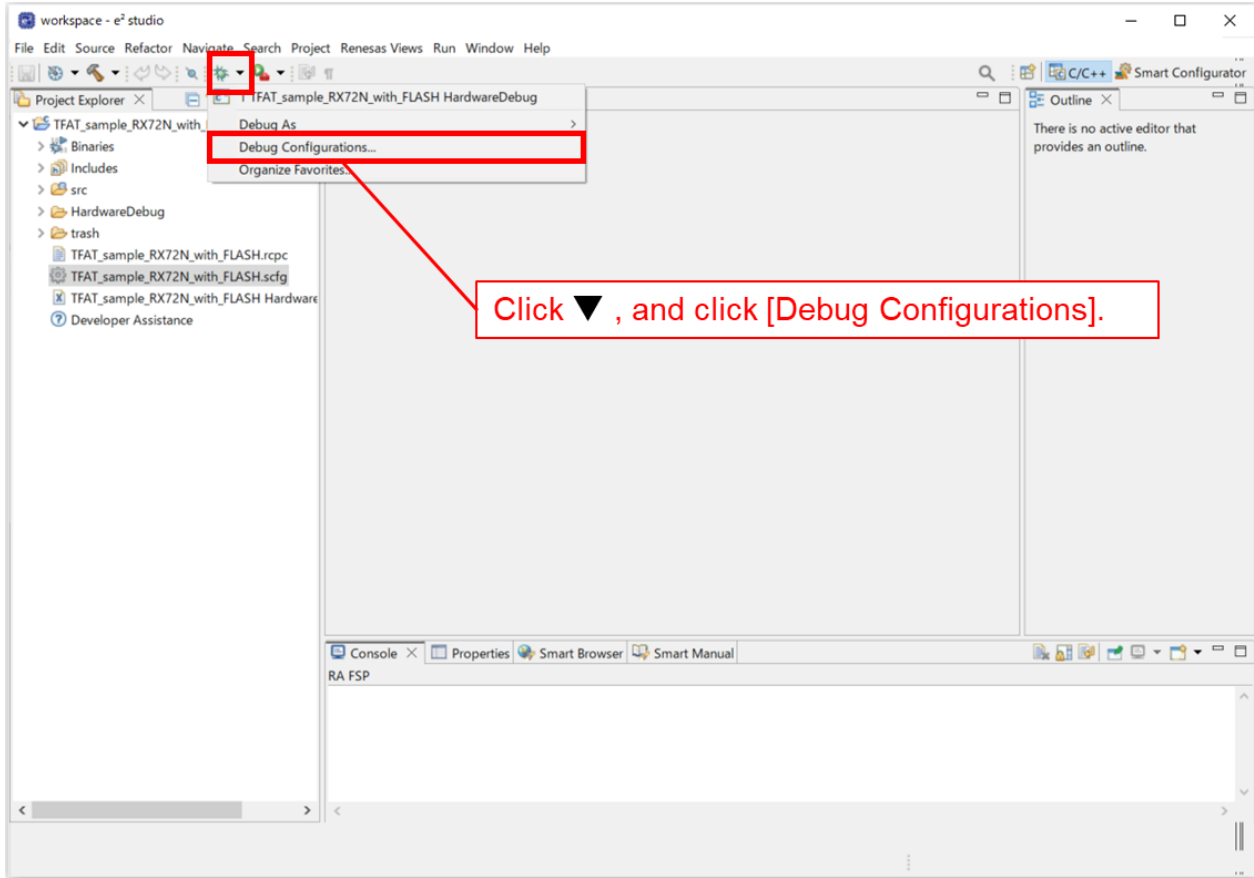 workspace - e² studio
File Edit Source Refactor Navigate Search Project Renesas Views Run Window Help
C/C++ Smart Configurator
Project Explorer
1 TFAT_sample_RX72N_with_FLASH HardwareDebug
Outline
TFAT_sample_RX72N_with_
Debug As
There is no active editor that
provides an outline.
Binaries
Debug Configurations...
Includes
Organize Favorites...
src
HardwareDebug
trash
TFAT_sample_RX72N_with_FLASH.rcpc
TFAT_sample_RX72N_with_FLASH.scfg
TFAT_sample_RX72N_with_FLASH Hardware
Developer Assistance
Click ▼ , and click [Debug Configurations].
Console Properties Smart Browser Smart Manual
RA FSP